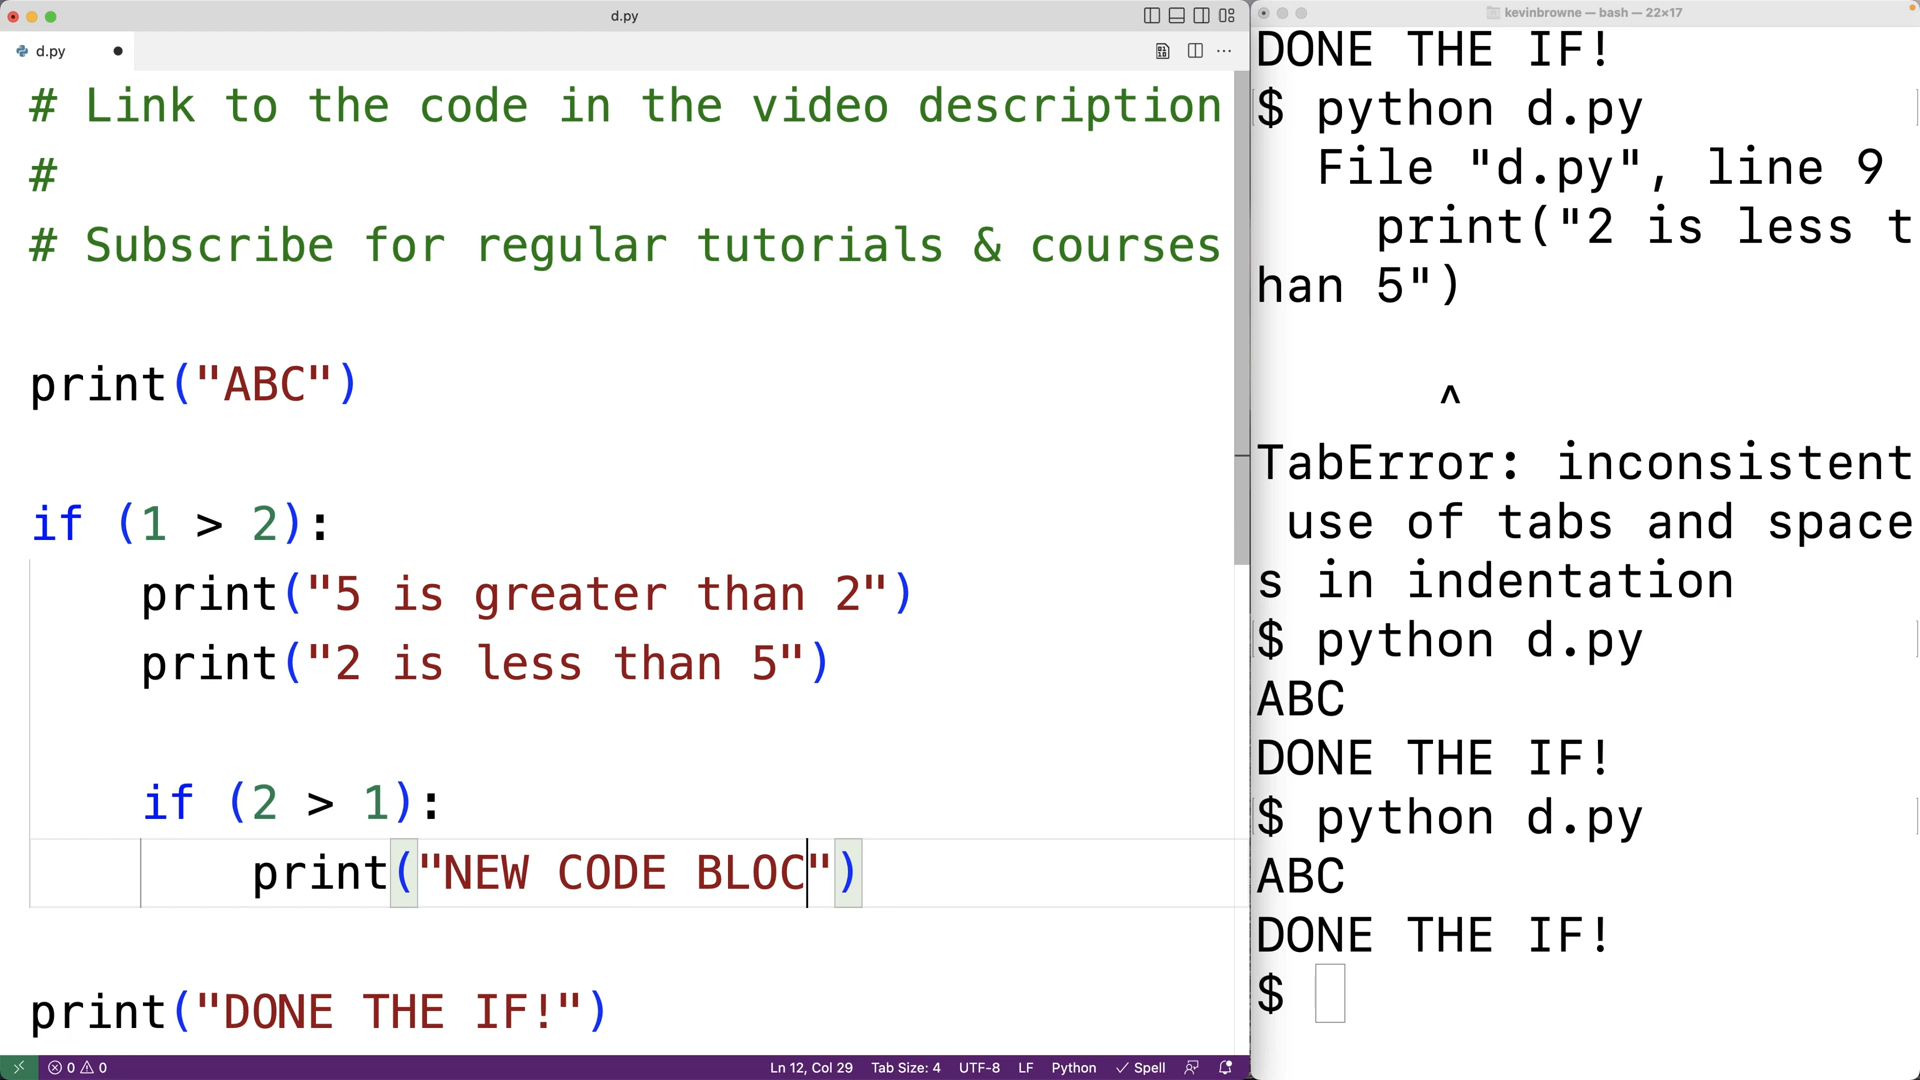 d.py
d.py
# Link to the code in the video description
#
# Subscribe for regular tutorials & courses
print("ABC")
if (1 > 2):
print("5 is greater than 2")
print("2 is less than 5")
if (2 > 1):
print("NEW CODE BLOC")
print("DONE THE IF!")
0 0
Ln 12, Col 29 Tab Size: 4 UTF-8 LF Python Spell
kevinbrowne — bash — 22×17
DONE THE IF!
$ python d.py
File "d.py", line 9
print("2 is less t
han 5")
^
TabError: inconsistent
use of tabs and space
s in indentation
$ python d.py
ABC
DONE THE IF!
$ python d.py
ABC
DONE THE IF!
$